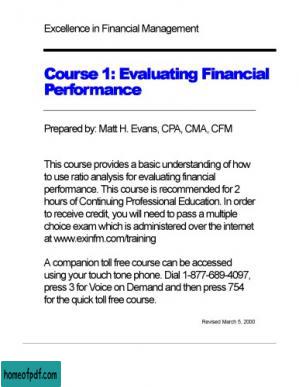 Excellence in Financial Management
Course 1: Evaluating Financial
Performance
Prepared by: Matt H. Evans, CPA, CMA, CFM
This course provides a basic understanding of how
to use ratio analysis for evaluating financial
performance. This course is recommended for 2
hours of Continuing Professional Education. In order
to receive credit, you will need to pass a multiple
choice exam which is administered over the internet
at www.exinfm.com/training
A companion toll free course can be accessed
using your touch tone phone. Dial 1-877-689-4097,
press 3 for Voice on Demand and then press 754
for the quick toll free course.
Revised March 5, 2000
homeofpdf.com